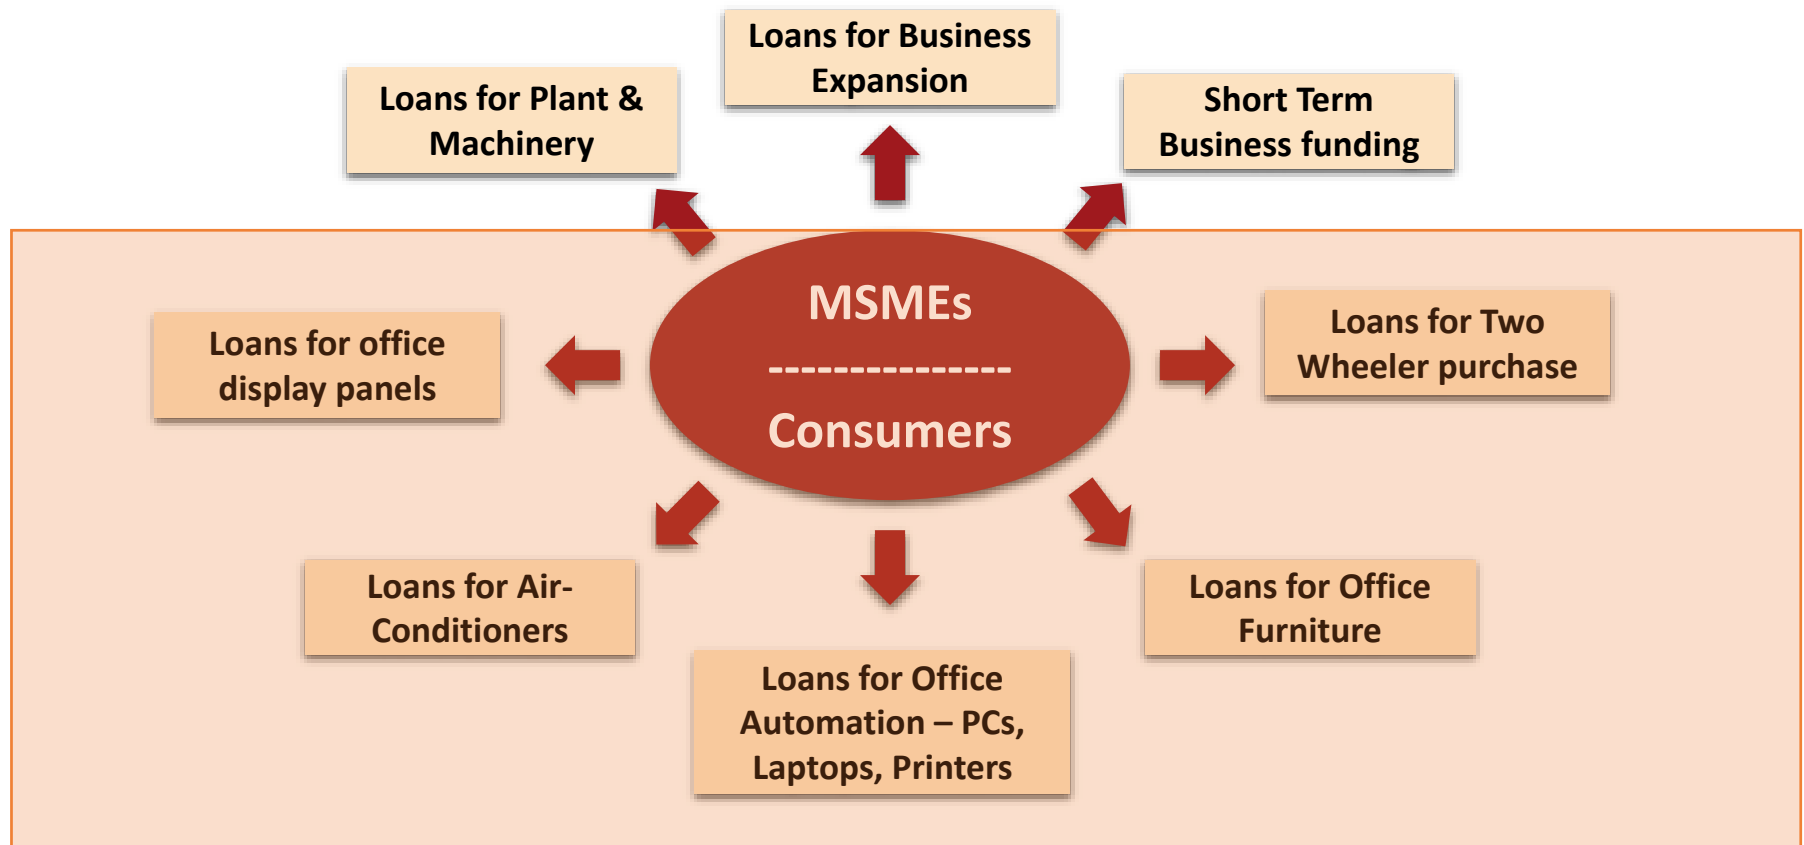 Loans for Business
Expansion
Loans for Plant &
Machinery
Short Term
Business funding
MSMEs
---------------
Consumers
Loans for office
display panels
Loans for Two
Wheeler purchase
Loans for Air-
Conditioners
Loans for Office
Automation – PCs,
Laptops, Printers
Loans for Office
Furniture